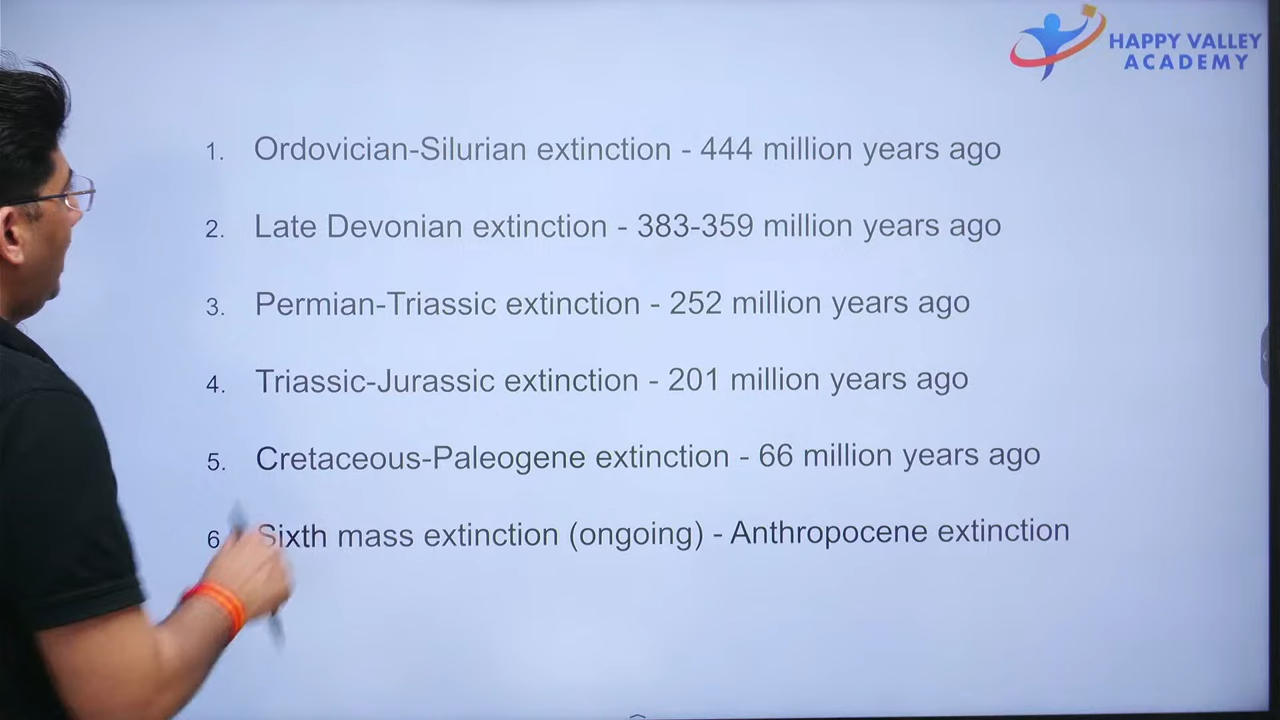 HAPPY VALLEY
ACADEMY
1. Ordovician-Silurian extinction - 444 million years ago
2. Late Devonian extinction - 383-359 million years ago
3. Permian-Triassic extinction - 252 million years ago
4. Triassic-Jurassic extinction - 201 million years ago
5. Cretaceous-Paleogene extinction - 66 million years ago
6 Sixth mass extinction (ongoing) - Anthropocene extinction